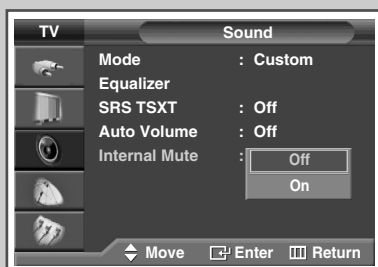 TV Sound
Mode : Custom
Equalizer
SRS TSXT : Off
Auto Volume : Off
Internal Mute : Off
On
Move Enter Return